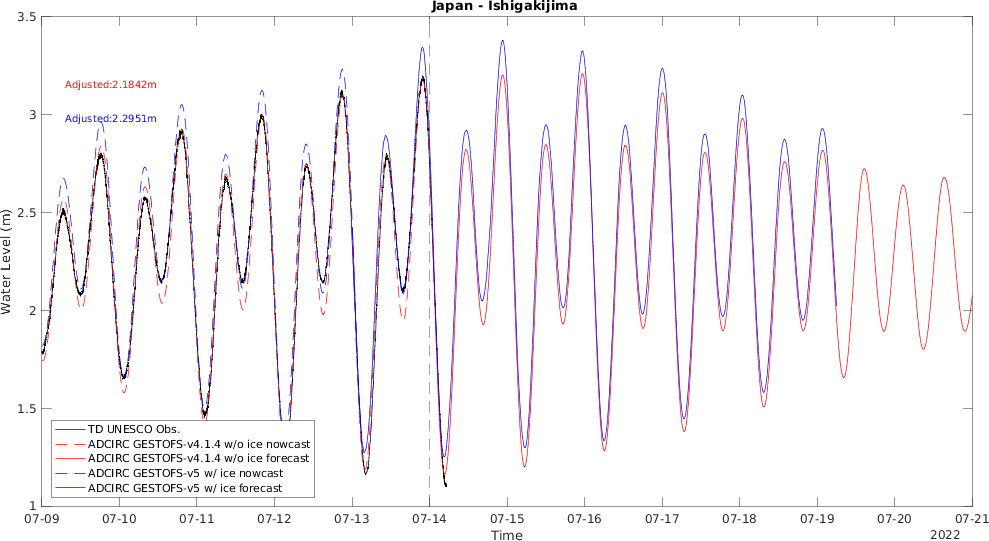 Japan - Ishigakijima
3.5
3
2.5
2
1.5
1
Water Level (m)
Adjusted:2.1842m
Adjusted:2.2951m
TD UNESCO Obs.
ADCIRC GESTOFS-v4.1.4 w/o ice nowcast
ADCIRC GESTOFS-v4.1.4 w/o ice forecast
ADCIRC GESTOFS-v5 w/ ice nowcast
ADCIRC GESTOFS-v5 w/ ice forecast
07-09 07-10 07-11 07-12 07-13 07-14 07-15 07-16 07-17 07-18 07-19 07-20 07-21
Time
2022